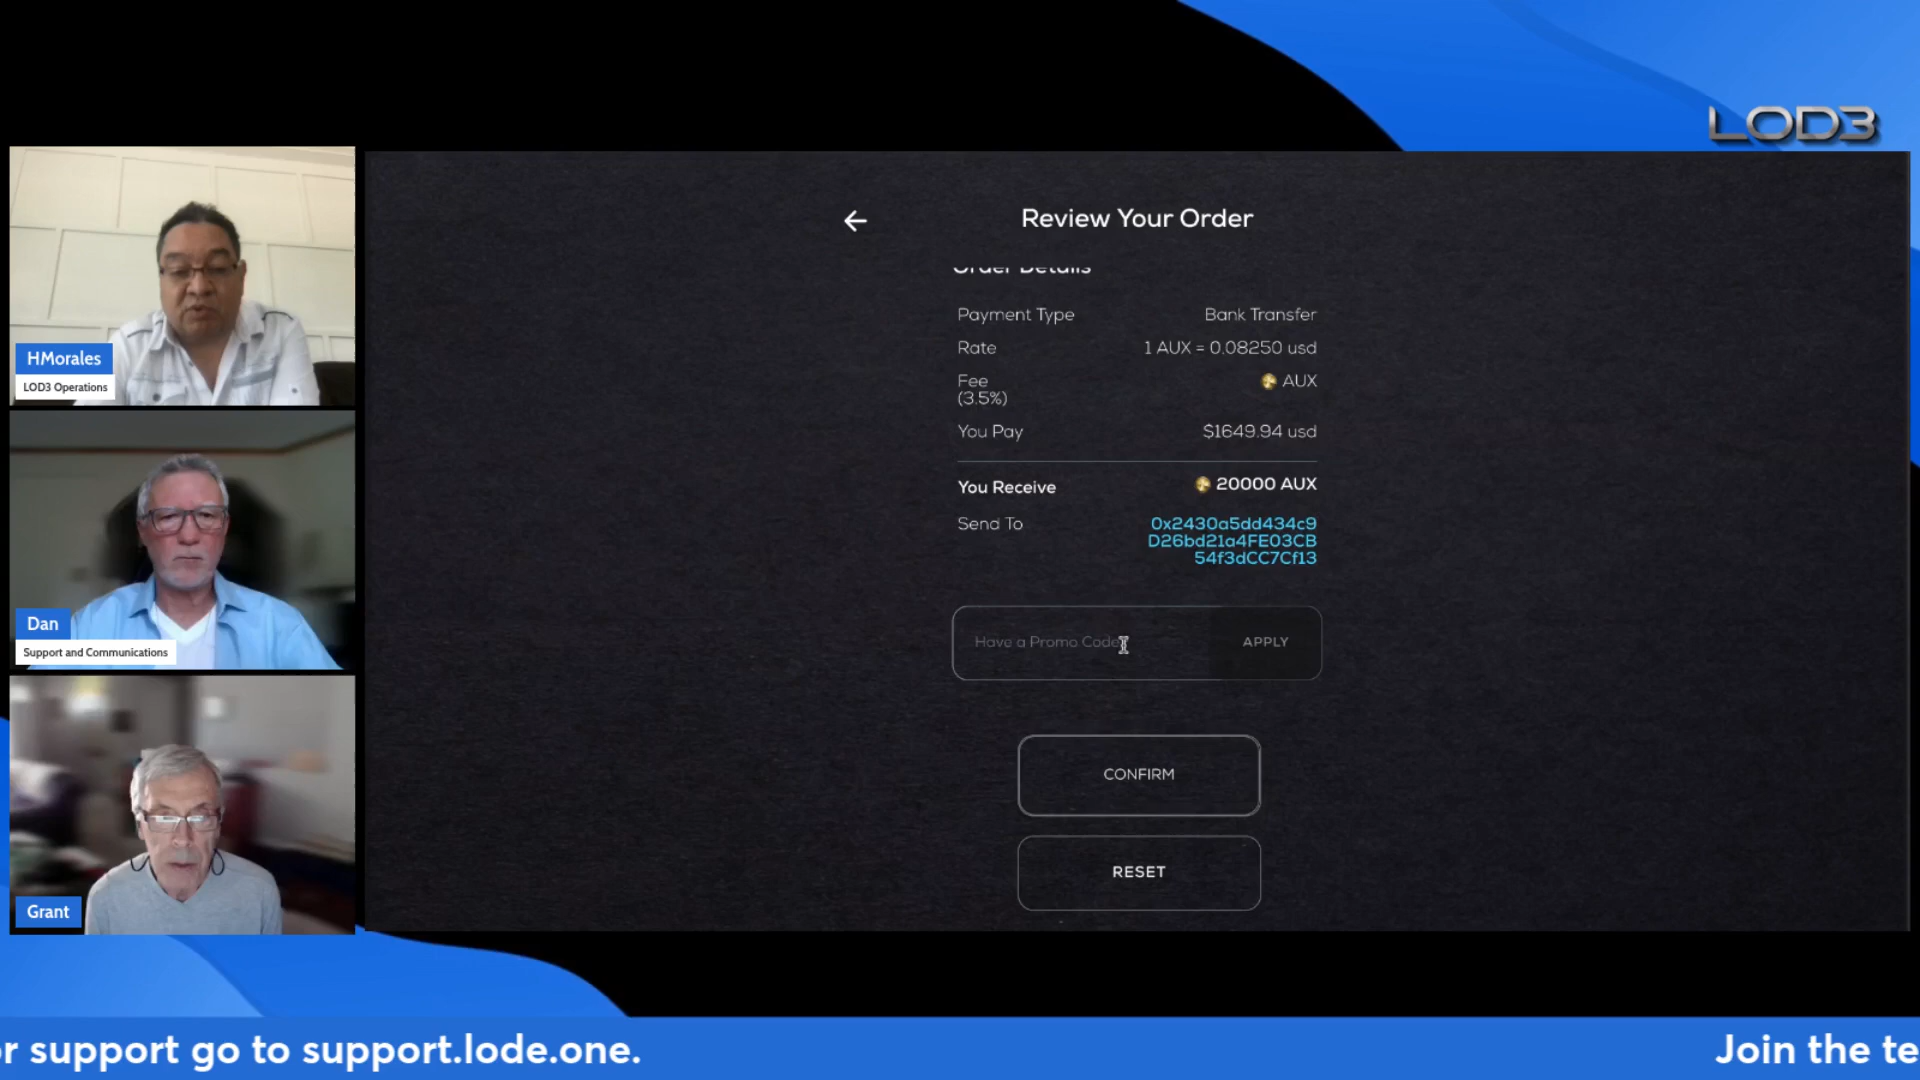 LOD3
HMorales
LOD3 Operations
Dan
Support and Communications
Grant
Review Your Order
Order Details
Payment Type Bank Transfer
Rate 1 AUX = 0.08250 usd
Fee AUX
(3.5%)
You Pay $1649.94 usd
You Receive 20000 AUX
Send To 0x2430a5dd434c9
D26bd21a4FE03CB
54f3dCC7Cf13
Have a Promo Code APPLY
CONFIRM
RESET
r support go to support.lode.one. Join the te